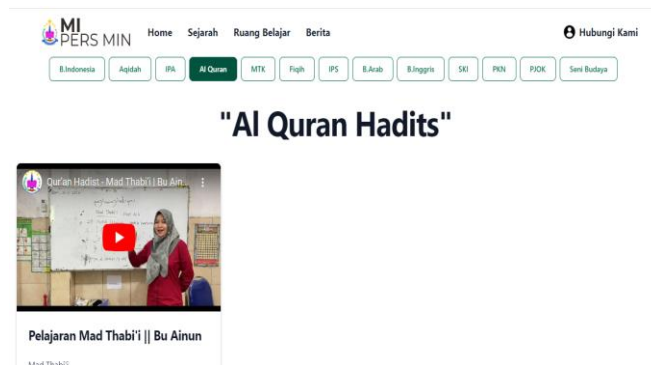 MI
PERS MIN
Home Sejarah Ruang Belajar Berita
Hubungi Kami
B.Indonesia Aqidah IPA Al Quran MTK Fiqih IPS B.Arab B.Inggris SKI PKN PJOK Seni Budaya
"Al Quran Hadits"
Qur'an Hadist - Mad Thabi'i | Bu Ain...
Pelajaran Mad Thabi'i || Bu Ainun
Mad Thabi'i